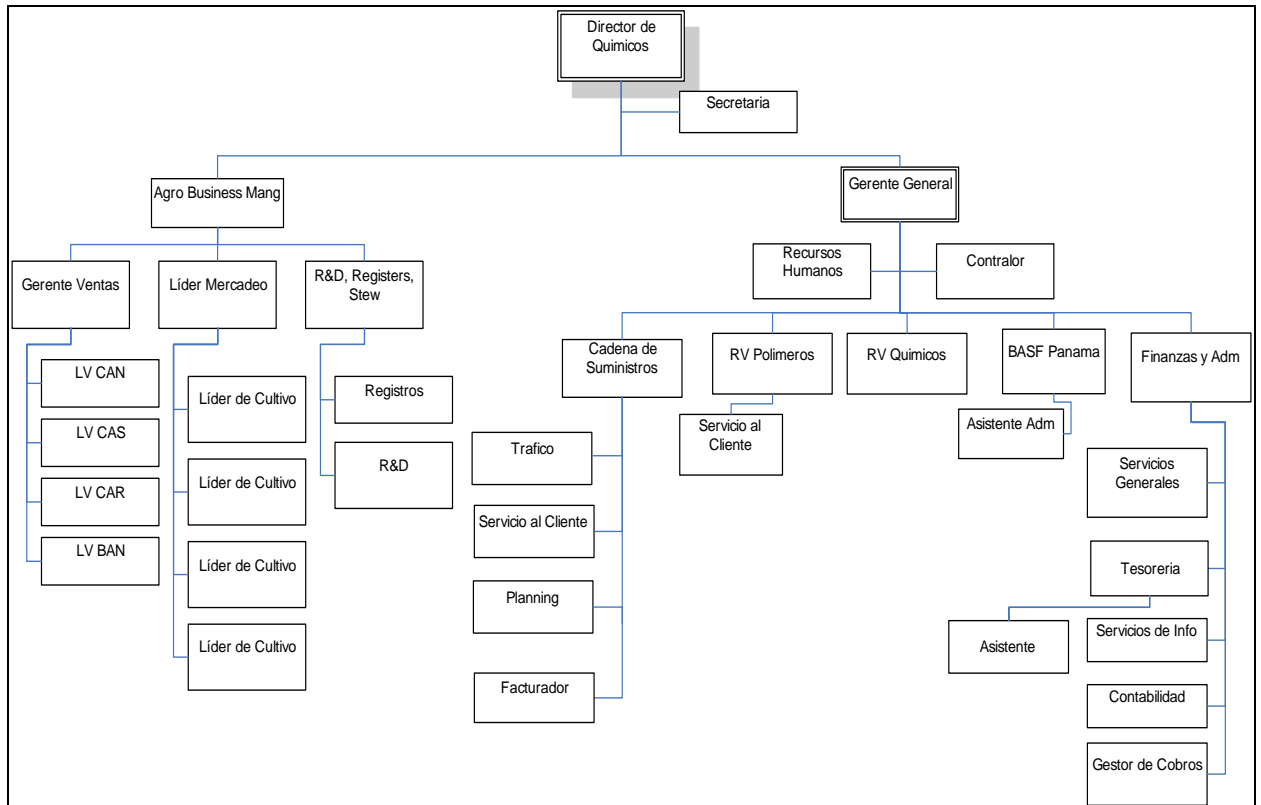 Director de
Quimicos
Secretaria
Agro Business Mang
Gerente General
Gerente Ventas
Líder Mercadeo
R&D, Registers,
Stew
Recursos
Humanos
Contralor
LV CAN
LV CAS
LV CAR
LV BAN
Líder de Cultivo
Líder de Cultivo
Líder de Cultivo
Líder de Cultivo
Registros
R&D
Cadena de
Suministros
RV Polimeros
RV Quimicos
BASF Panama
Finanzas y Adm
Trafico
Servicio al Cliente
Planning
Facturador
Servicio al
Cliente
Asistente Adm
Servicios
Generales
Tesoreria
Asistente
Servicios de Info
Contabilidad
Gestor de Cobros